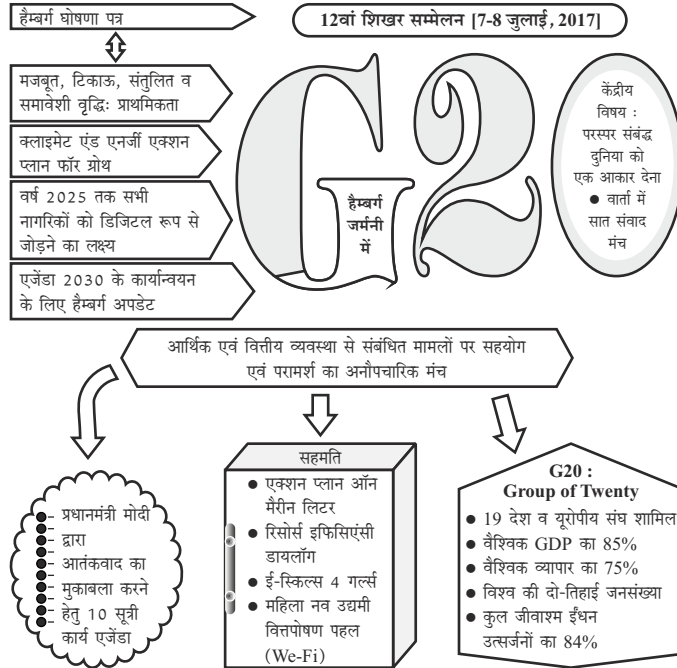 हैम्बर्ग घोषणा पत्र
मजबूत, टिकाऊ, संतुलित व
समावेशी वृद्धिः प्राथमिकता
क्लाइमेट एंड एनर्जी एक्शन
प्लान फॉर ग्रोथ
वर्ष 2025 तक सभी
नागरिकों को डिजिटल रूप से
जोड़ने का लक्ष्य
एजेंडा 2030 के कार्यान्वयन
के लिए हैम्बर्ग अपडेट
12वां शिखर सम्मेलन [7-8 जुलाई, 2017]
G20
हैम्बर्ग
जर्मनी
में
केंद्रीय
विषय :
परस्पर संबंद्ध
दुनिया को
एक आकार देना
● वार्ता में
सात संवाद
मंच
आर्थिक एवं वित्तीय व्यवस्था से संबंधित मामलों पर सहयोग
एवं परामर्श का अनौपचारिक मंच
प्रधानमंत्री मोदी
द्वारा
आतंकवाद का
मुकाबला करने
हेतु 10 सूत्री
कार्य एजेंडा
सहमति
● एक्शन प्लान ऑन
मैरीन लिटर
● रिसोर्स इफिसिएंसी
डायलॉग
● ई-स्किल्स 4 गर्ल्स
● महिला नव उद्यमी
वित्तपोषण पहल
(We-Fi)
G20 :
Group of Twenty
● 19 देश व यूरोपीय संघ शामिल
● वैश्विक GDP का 85%
● वैश्विक व्यापार का 75%
● विश्व की दो-तिहाई जनसंख्या
● कुल जीवाश्म ईंधन
उत्सर्जनों का 84%